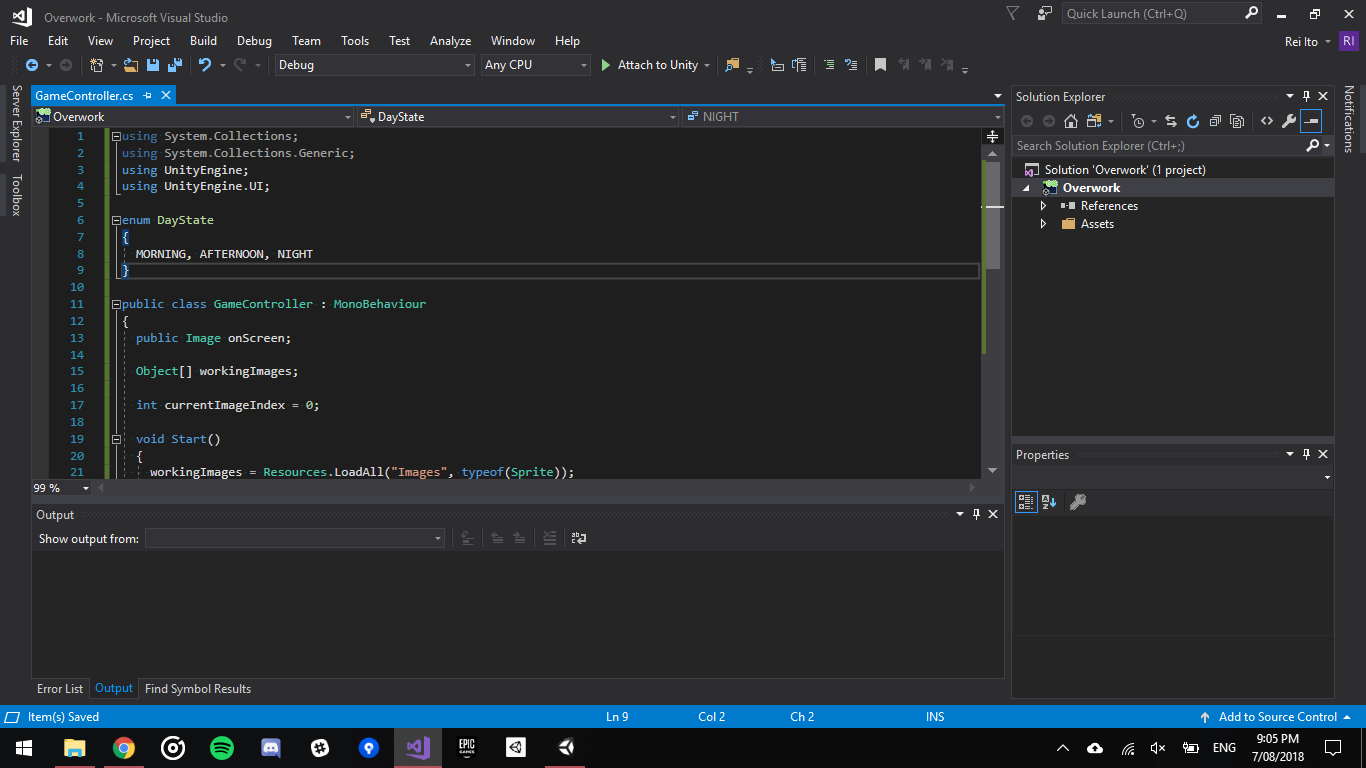 Overwork - Microsoft Visual Studio
Quick Launch (Ctrl+Q)
File Edit View Project Build Debug Team Tools Test Analyze Window Help
Rei Ito RI
Debug Any CPU Attach to Unity
Server Explorer
Toolbox
GameController.cs
Overwork DayState NIGHT
1 using System.Collections;
2 using System.Collections.Generic;
3 using UnityEngine;
4 using UnityEngine.UI;
5
6 enum DayState
7 {
8 MORNING, AFTERNOON, NIGHT
9 }
10
11 public class GameController : MonoBehaviour
12 {
13 public Image onScreen;
14
15 Object[] workingImages;
16
17 int currentImageIndex = 0;
18
19 void Start()
20 {
21 workingImages = Resources.LoadAll("Images", typeof(Sprite));
99 %
Output
Show output from:
Error List Output Find Symbol Results
Solution Explorer
Search Solution Explorer (Ctrl+;)
Solution 'Overwork' (1 project)
Overwork
References
Assets
Properties
Notifications
Item(s) Saved Ln 9 Col 2 Ch 2 INS Add to Source Control
EPIC
GAMES
ENG
9:05 PM
7/08/2018